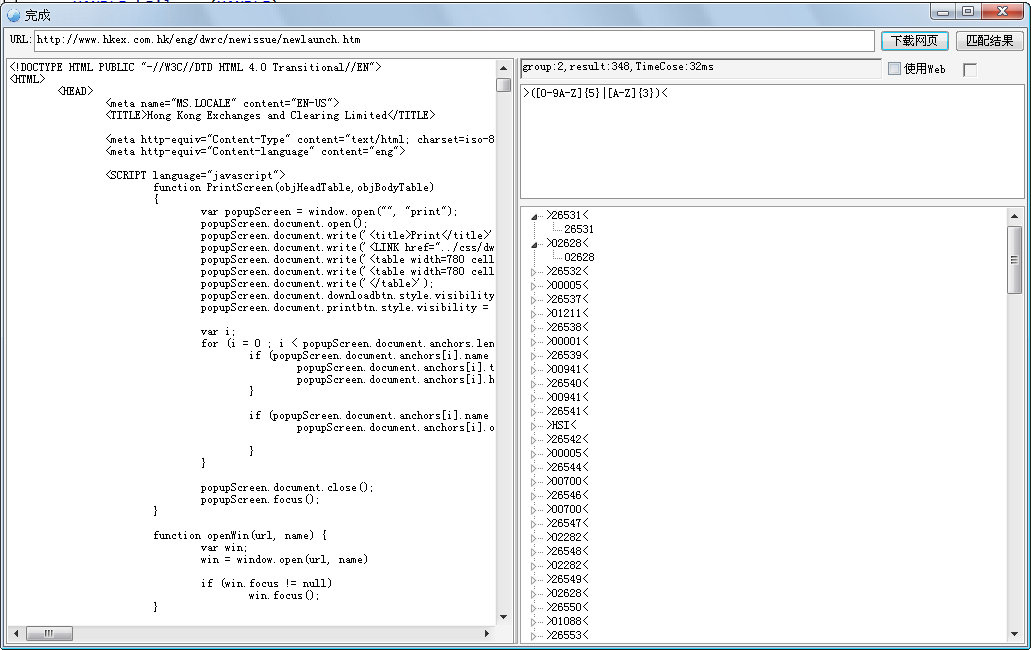 完成
URL: http://www.hkex.com.hk/eng/dwrc/newissue/newlaunch.htm
下载网页
匹配结果
<!DOCTYPE HTML PUBLIC "-//W3C//DTD HTML 4.0 Transitional//EN">
<HTML>
<HEAD>
<meta name="MS.LOCALE" content="EN-US">
<TITLE>Hong Kong Exchanges and Clearing Limited</TITLE>
<meta http-equiv="Content-Type" content="text/html; charset=iso-8
<meta http-equiv="Content-language" content="eng">
<SCRIPT language="javascript">
function PrintScreen(objHeadTable,objBodyTable)
{
var popupScreen = window.open("", "print");
popupScreen.document.open();
popupScreen.document.write('<title>Print</title>'
popupScreen.document.write('<LINK href="../css/dw
popupScreen.document.write('<table width=780 cell
popupScreen.document.write('<table width=780 cell
popupScreen.document.write('</table>');
popupScreen.document.downloadbtn.style.visibility
popupScreen.document.printbtn.style.visibility =
var i;
for (i = 0 ; i < popupScreen.document.anchors.len
if (popupScreen.document.anchors[i].name
popupScreen.document.anchors[i].t
popupScreen.document.anchors[i].h
}
if (popupScreen.document.anchors[i].name
popupScreen.document.anchors[i].o
}
}
popupScreen.document.close();
popupScreen.focus();
}
function openWin(url, name) {
var win;
win = window.open(url, name)
if (win.focus != null)
win.focus();
}
group:2,result:348,TimeCose:32ms
使用Web
>([0-9A-Z]{5}|[A-Z]{3})<
>26531<
26531
>02628<
02628
>26532<
>00005<
>26537<
>01211<
>26538<
>00001<
>26539<
>00941<
>26540<
>00941<
>26541<
>HSI<
>26542<
>00005<
>26544<
>00700<
>26546<
>00700<
>26547<
>02282<
>26548<
>02282<
>26549<
>02628<
>26550<
>01088<
>26553<